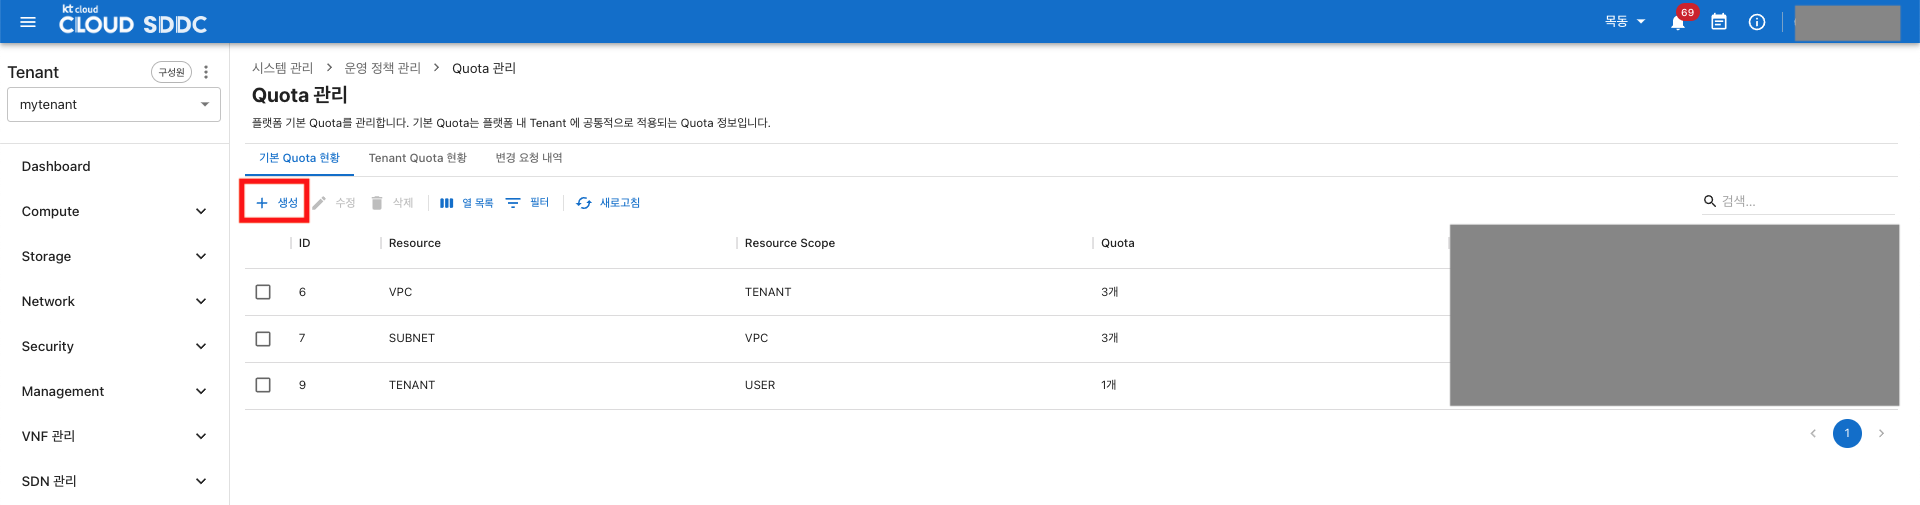 kt cloud
CLOUD SDDC
목동
69
Tenant
구성원
mytenant
Dashboard
Compute
Storage
Network
Security
Management
VNF 관리
SDN 관리
시스템 관리 > 운영 정책 관리 > Quota 관리
Quota 관리
플랫폼 기본 Quota를 관리합니다. 기본 Quota는 플랫폼 내 Tenant 에 공통적으로 적용되는 Quota 정보입니다.
기본 Quota 현황 Tenant Quota 현황 변경 요청 내역
+ 생성 수정 삭제 열 목록 필터 새로고침 검색...
ID Resource Resource Scope Quota
6 VPC TENANT 3개
7 SUBNET VPC 3개
9 TENANT USER 1개
< 1 >